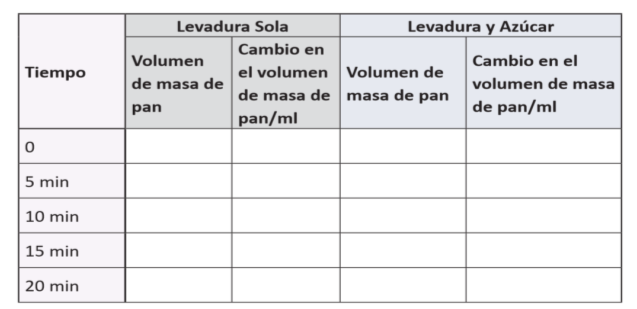 Levadura Sola
Levadura y Azúcar
Tiempo
Volumen
de masa de
pan
Cambio en
el volumen
de masa de
pan/ml
Volumen de
masa de pan
Cambio en el
volumen de masa
de pan/ml
0
5 min
10 min
15 min
20 min